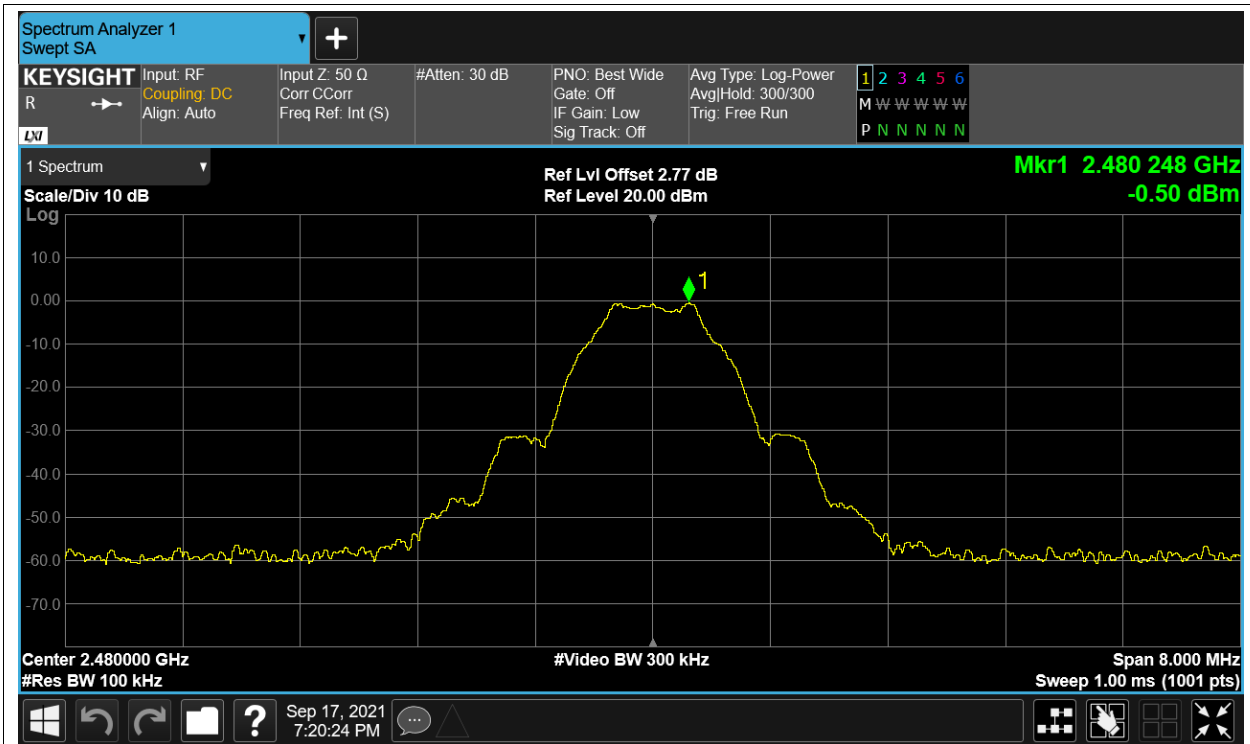 Spectrum Analyzer 1
Swept SA
KEYSIGHT
R
LXI
Input: RF
Coupling: DC
Align: Auto
Input Z: 50 Ω
Corr CCorr
Freq Ref: Int (S)
#Atten: 30 dB
PNO: Best Wide
Gate: Off
IF Gain: Low
Sig Track: Off
Avg Type: Log-Power
Avg|Hold: 300/300
Trig: Free Run
1 2 3 4 5 6
M W W W W W
P N N N N N
1 Spectrum
Scale/Div 10 dB
Log
Ref Lvl Offset 2.77 dB
Ref Level 20.00 dBm
Mkr1 2.480 248 GHz
-0.50 dBm
1
10.0
0.00
-10.0
-20.0
-30.0
-40.0
-50.0
-60.0
-70.0
Center 2.480000 GHz
#Res BW 100 kHz
#Video BW 300 kHz
Span 8.000 MHz
Sweep 1.00 ms (1001 pts)
?
Sep 17, 2021
7:20:24 PM